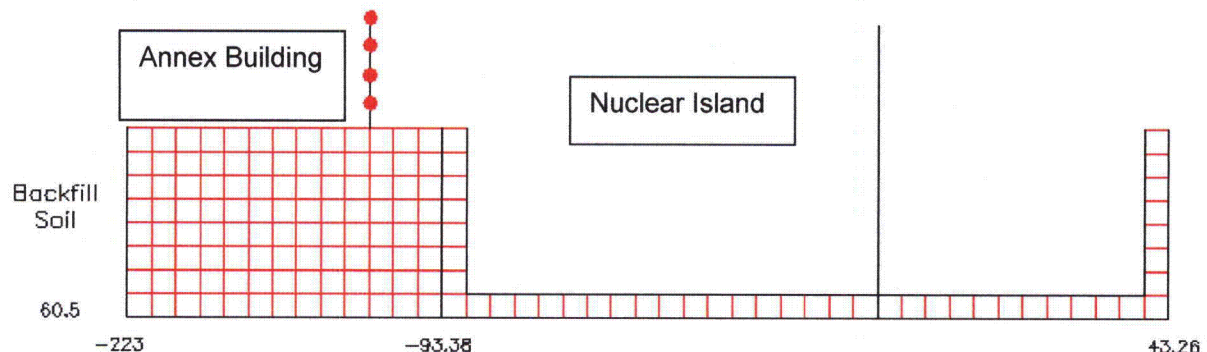 Annex Building
Nuclear Island
Backfill
Soil
60.5
-223
-93.38
43.26